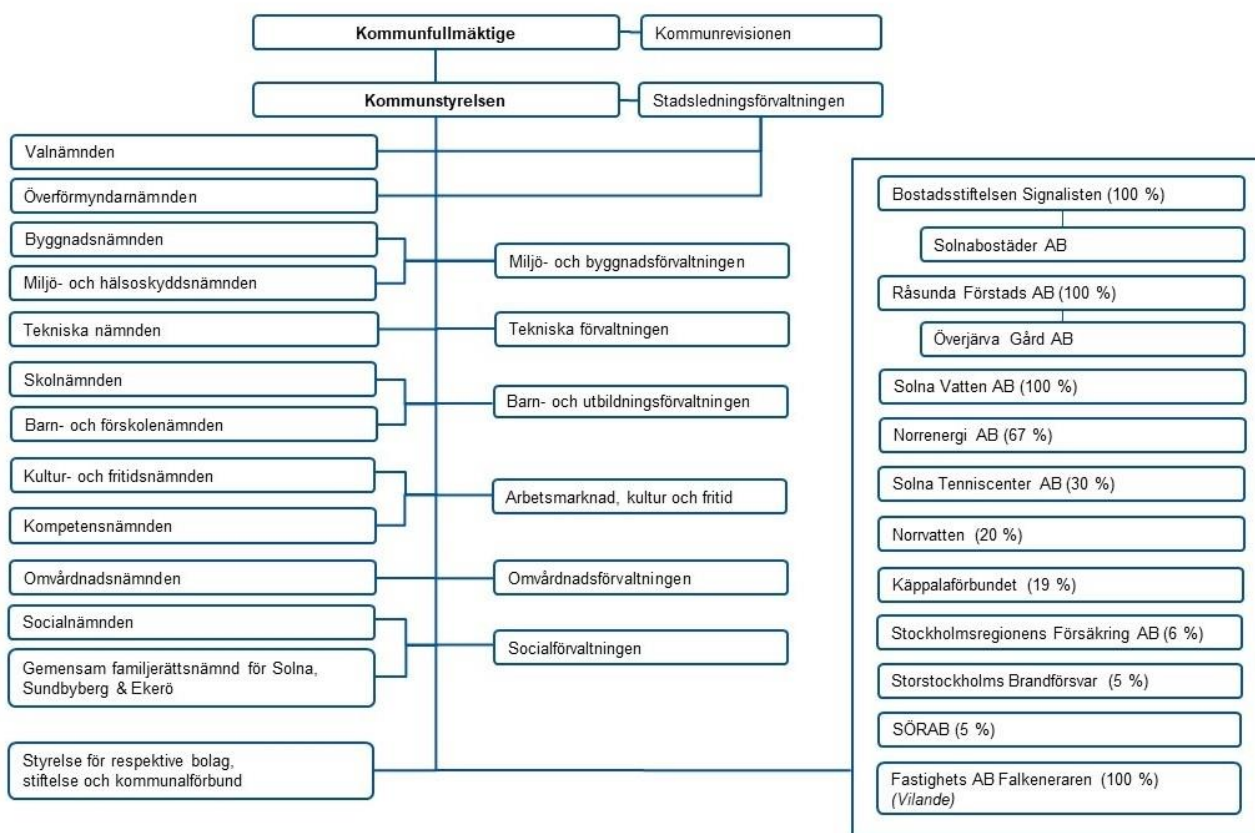 Kommunfullmäktige
Kommunrevisionen
Kommunstyrelsen
Stadsledningsförvaltningen
Valnämnden
Överförmyndarnämnden
Byggnadsnämnden
Miljö- och hälsoskyddsnämnden
Miljö- och byggnadsförvaltningen
Tekniska nämnden
Tekniska förvaltningen
Skolnämnden
Barn- och förskolenämnden
Barn- och utbildningsförvaltningen
Kultur- och fritidsnämnden
Kompetensnämnden
Arbetsmarknad, kultur och fritid
Omvårdnadsnämnden
Omvårdnadsförvaltningen
Socialnämnden
Gemensam familjerättsnämnd för Solna,
Sundbyberg & Ekerö
Socialförvaltningen
Styrelse för respektive bolag,
stiftelse och kommunalförbund
Bostadsstiftelsen Signalisten (100 %)
Solnabostäder AB
Råsunda Förstads AB (100 %)
Överjärva Gård AB
Solna Vatten AB (100 %)
Norrenergi AB (67 %)
Solna Tenniscenter AB (30 %)
Norrvatten (20 %)
Käppalaförbundet (19 %)
Stockholmsregionens Försäkring AB (6 %)
Storstockholms Brandförsvar (5 %)
SÖRAB (5 %)
Fastighets AB Falkeneraren (100 %)
(Vilande)